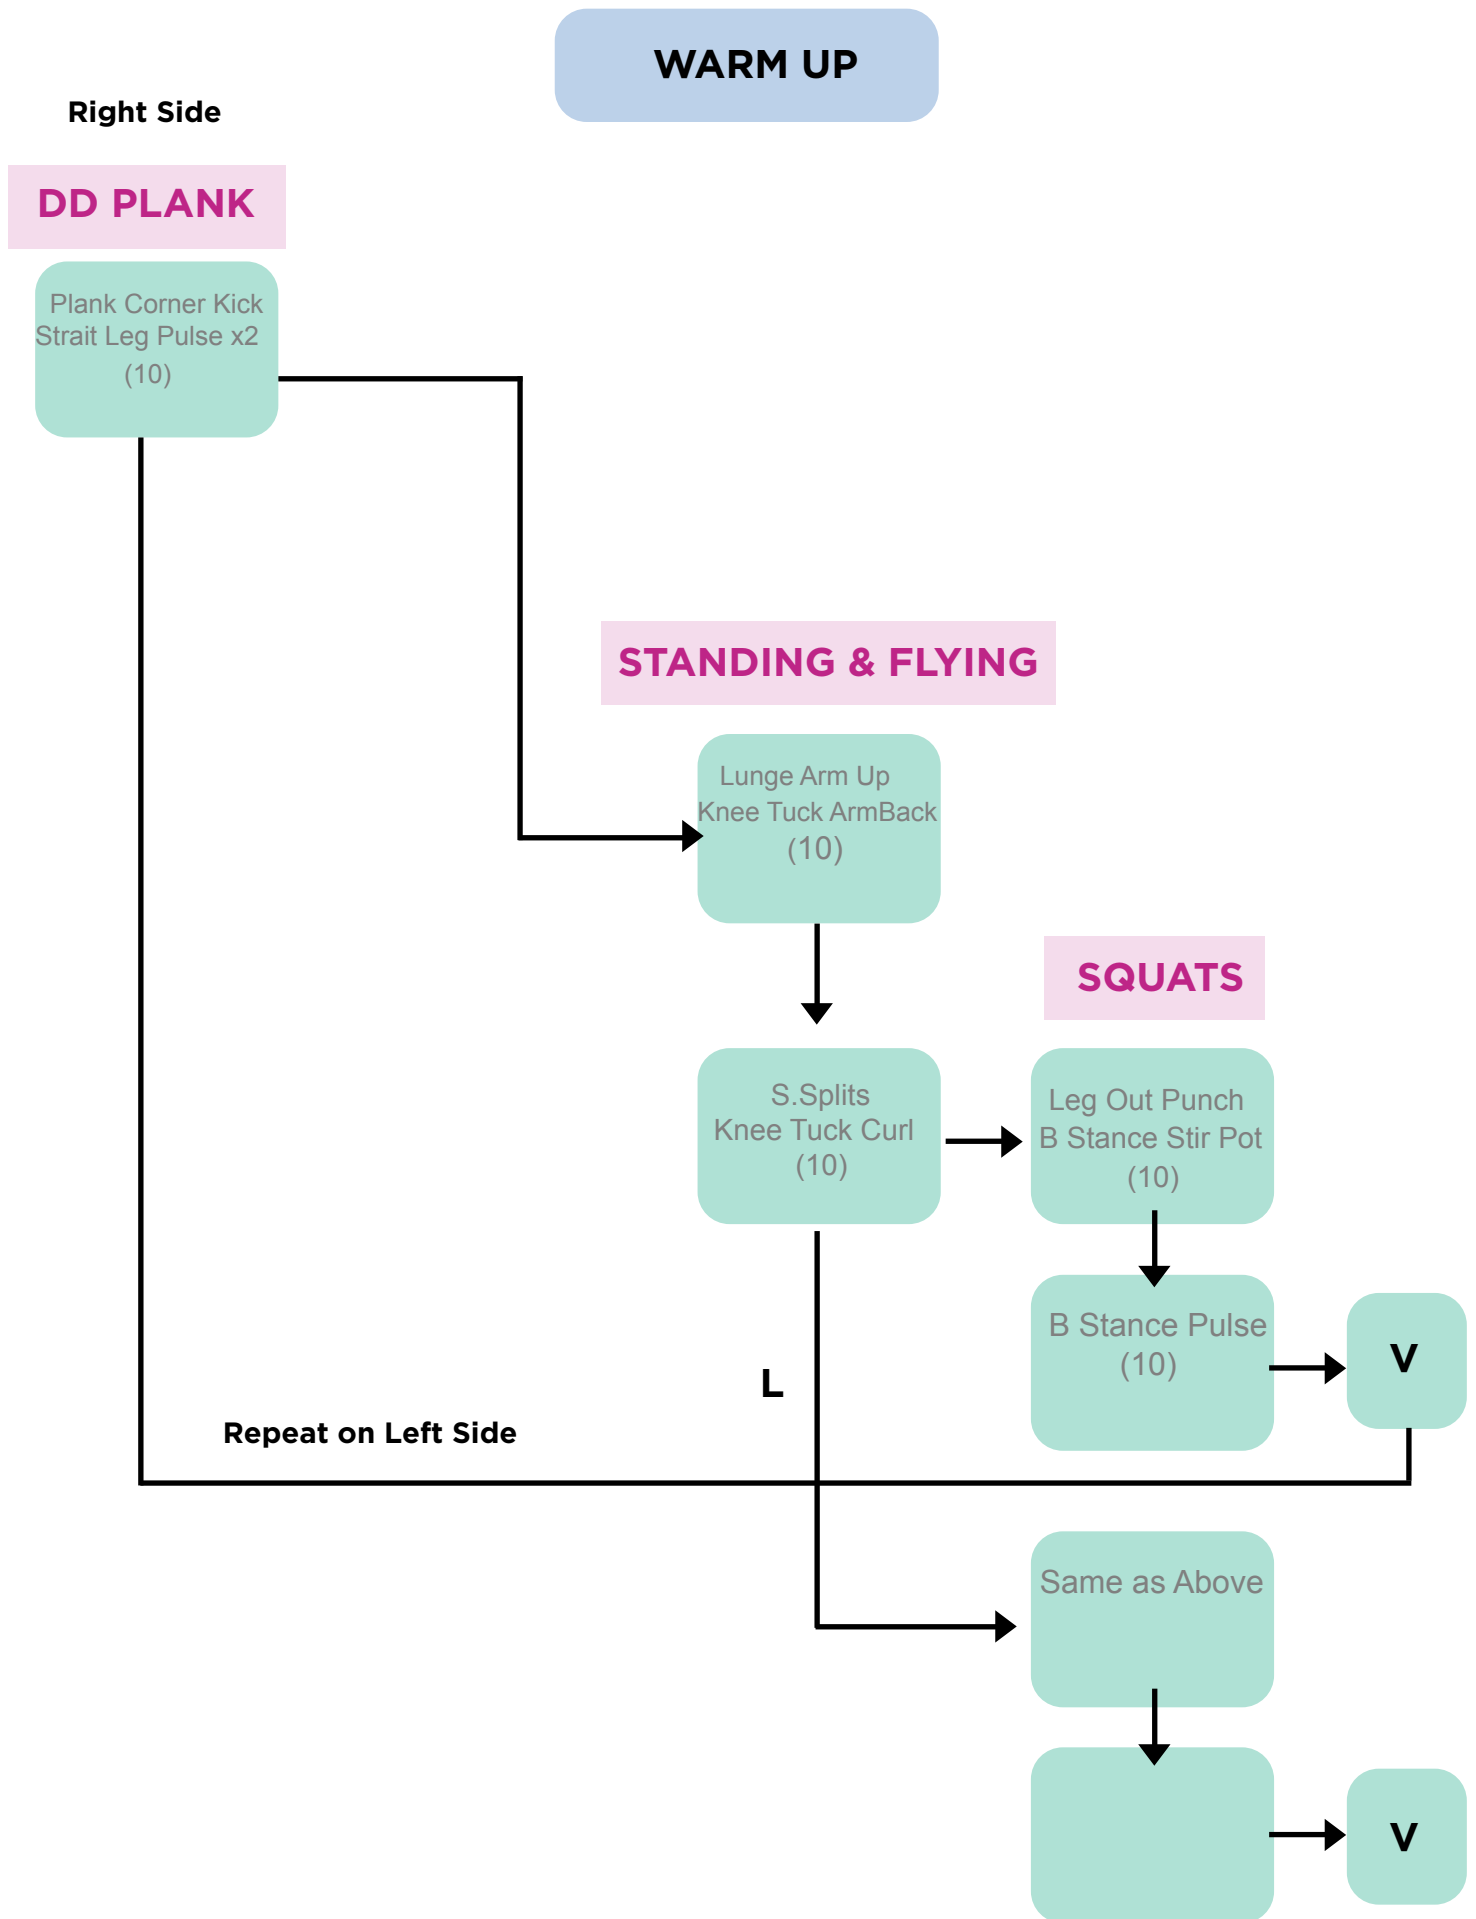 WARM UP
Right Side
DD PLANK
Plank Corner Kick
Strait Leg Pulse x2
(10)
STANDING & FLYING
Lunge Arm Up
Knee Tuck ArmBack
(10)
SQUATS
S.Splits
Knee Tuck Curl
(10)
Leg Out Punch
B Stance Stir Pot
(10)
B Stance Pulse
(10)
V
L
Repeat on Left Side
Same as Above
V